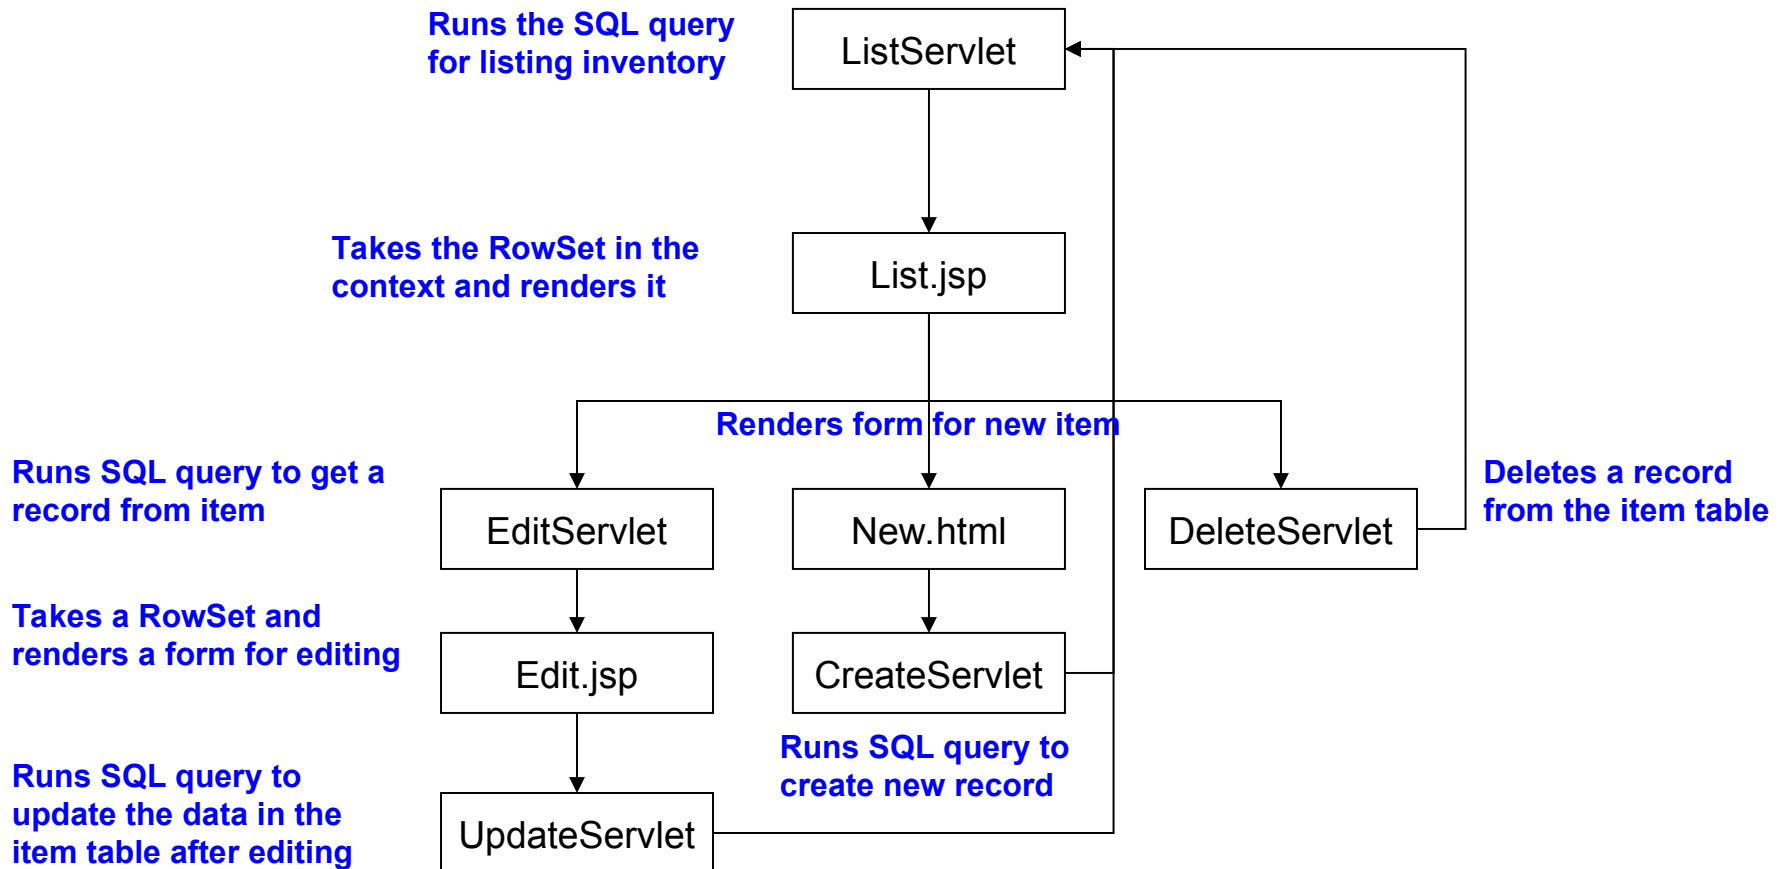 Runs the SQL query
for listing inventory
ListServlet
Takes the RowSet in the
context and renders it
List.jsp
Renders form for new item
Runs SQL query to get a
record from item
EditServlet
New.html
DeleteServlet
Deletes a record
from the item table
Takes a RowSet and
renders a form for editing
Edit.jsp
CreateServlet
Runs SQL query to
create new record
Runs SQL query to
update the data in the
item table after editing
UpdateServlet